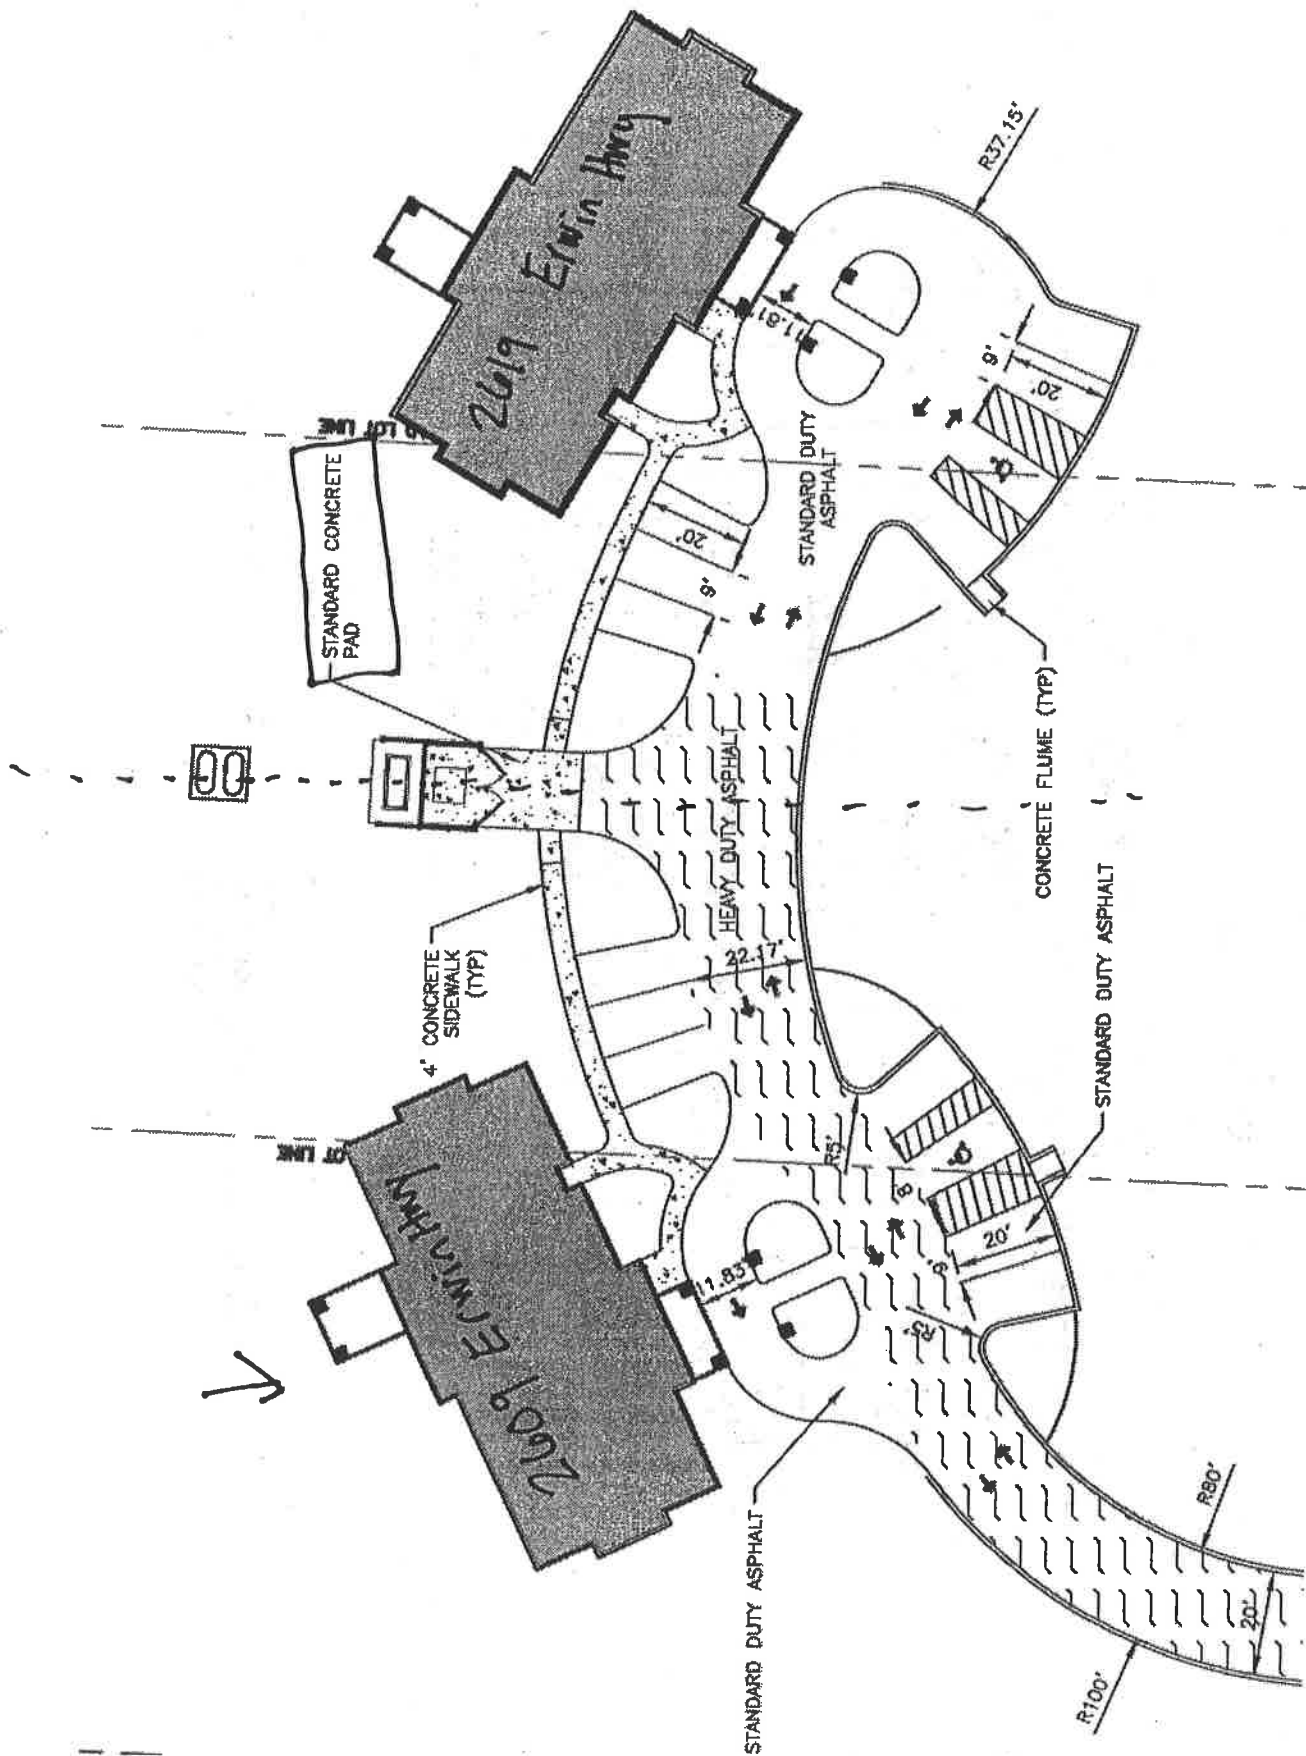 2619 Erwin Hwy
R37.15'
11.81'
LOT LINE
STANDARD CONCRETE
PAD
STANDARD DUTY
ASPHALT
9'
20'
20'
9'
HEAVY DUTY ASPHALT
CONCRETE FLUME (TYP)
4' CONCRETE
SIDEWALK
(TYP)
22.17'
STANDARD DUTY ASPHALT
LOT LINE
R5'
8'
2609 Erwin Hwy
11.83'
20'
9'
R5'
STANDARD DUTY ASPHALT
R80'
20'
R100'